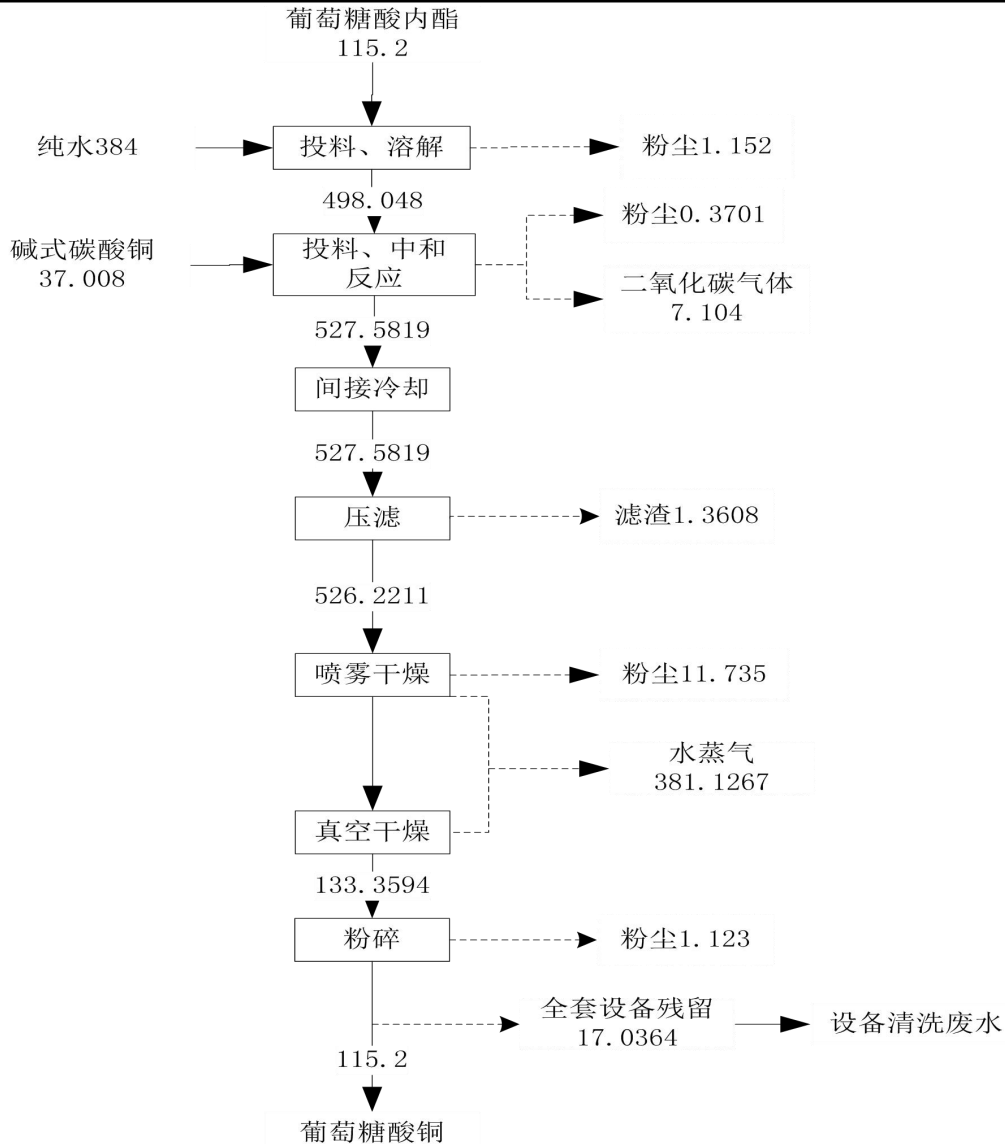 葡萄糖酸内酯
115.2
纯水384
投料、溶解
粉尘1.152
498.048
粉尘0.3701
碱式碳酸铜
37.008
投料、中和
反应
二氧化碳气体
7.104
527.5819
间接冷却
527.5819
压滤
滤渣1.3608
526.2211
喷雾干燥
粉尘11.735
水蒸气
381.1267
真空干燥
133.3594
粉碎
粉尘1.123
全套设备残留
17.0364
设备清洗废水
115.2
葡萄糖酸铜